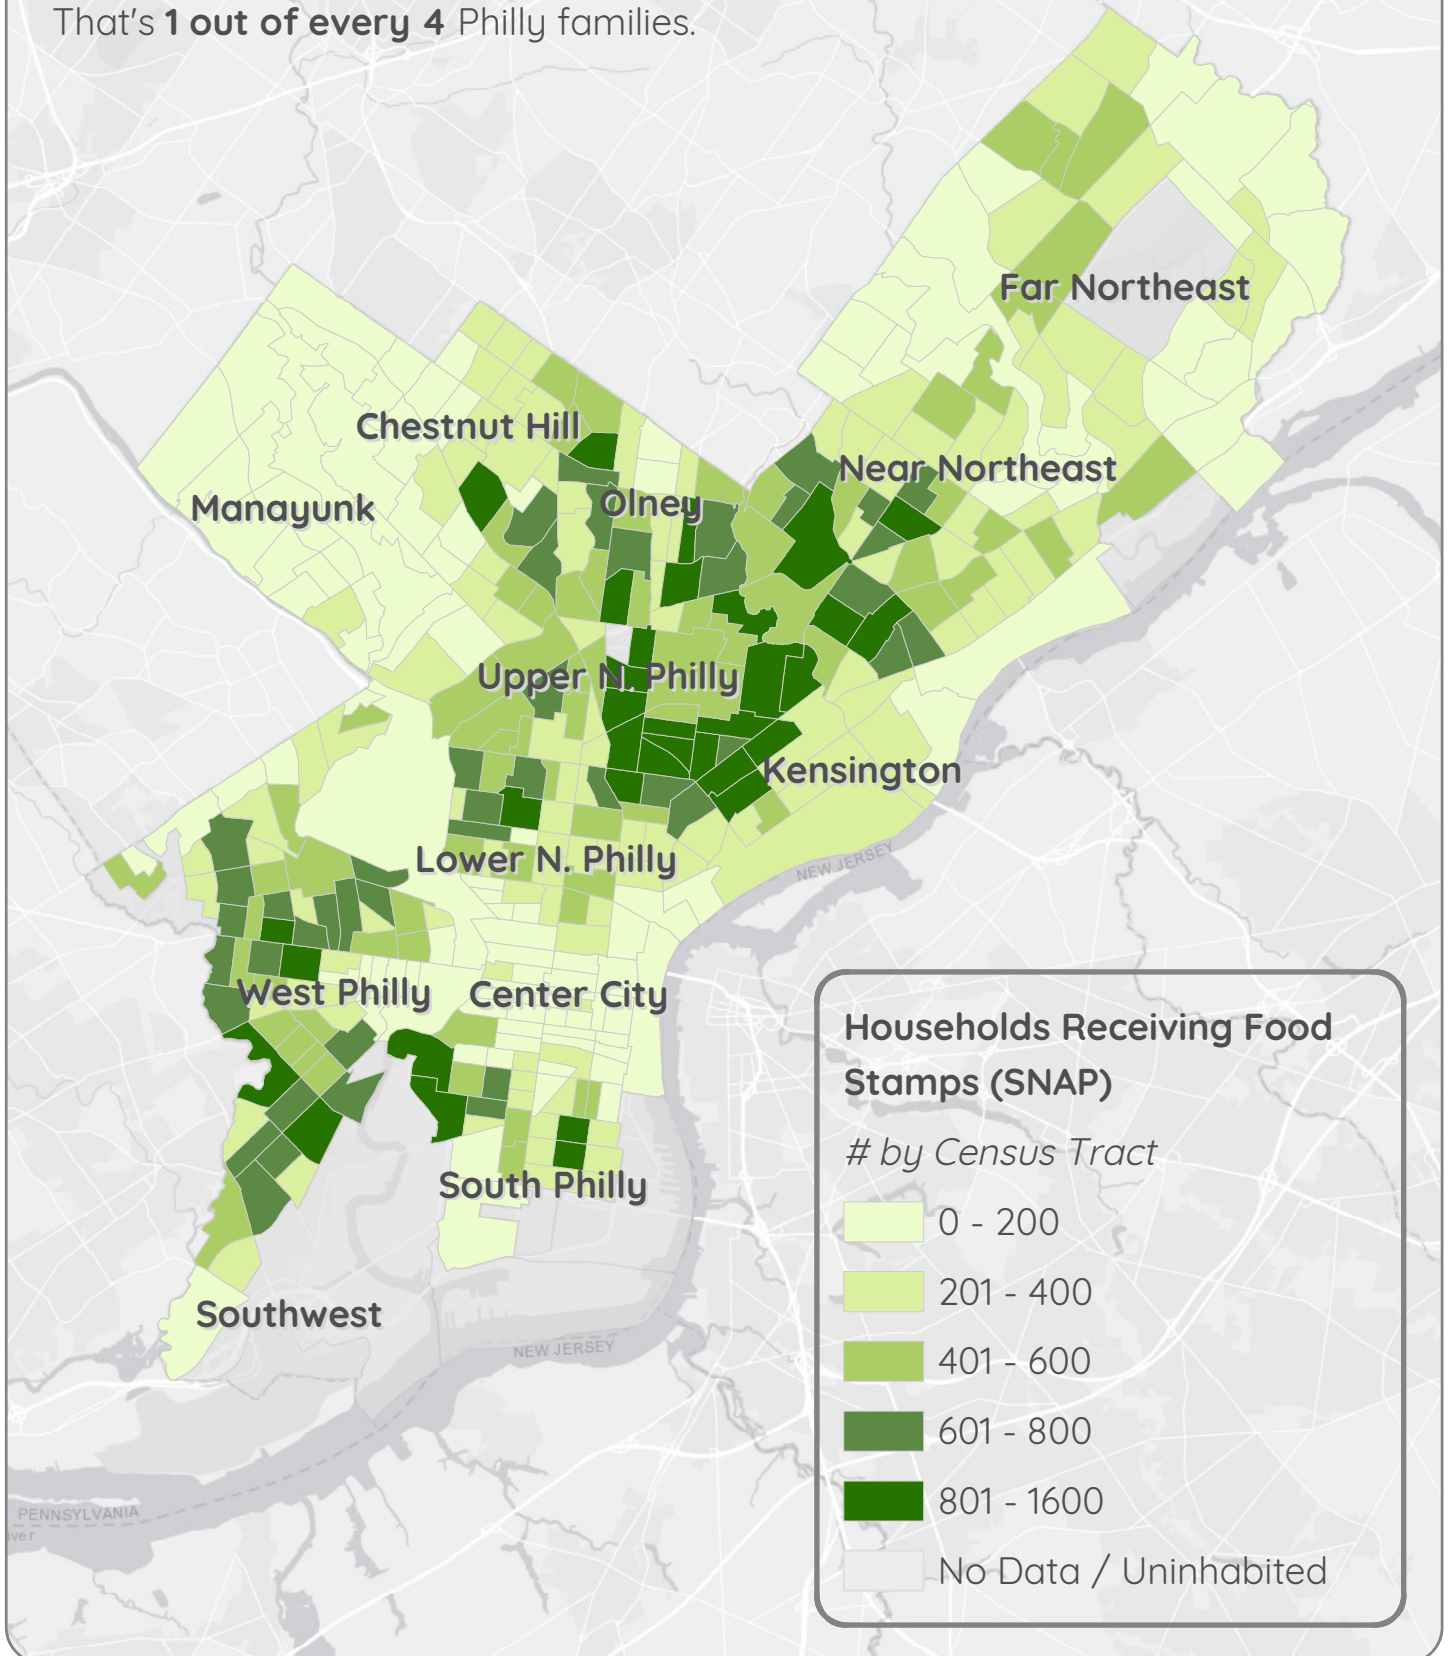 That's 1 out of every 4 Philly families.
Far Northeast
Chestnut Hill
Near Northeast
Manayunk
Olney
Upper N. Philly
Kensington
Lower N. Philly
NEW JERSEY
West Philly
Center City
South Philly
Southwest
NEW JERSEY
PENNSYLVANIA
iver
Households Receiving Food
Stamps (SNAP)
# by Census Tract
0 - 200
201 - 400
401 - 600
601 - 800
801 - 1600
No Data / Uninhabited